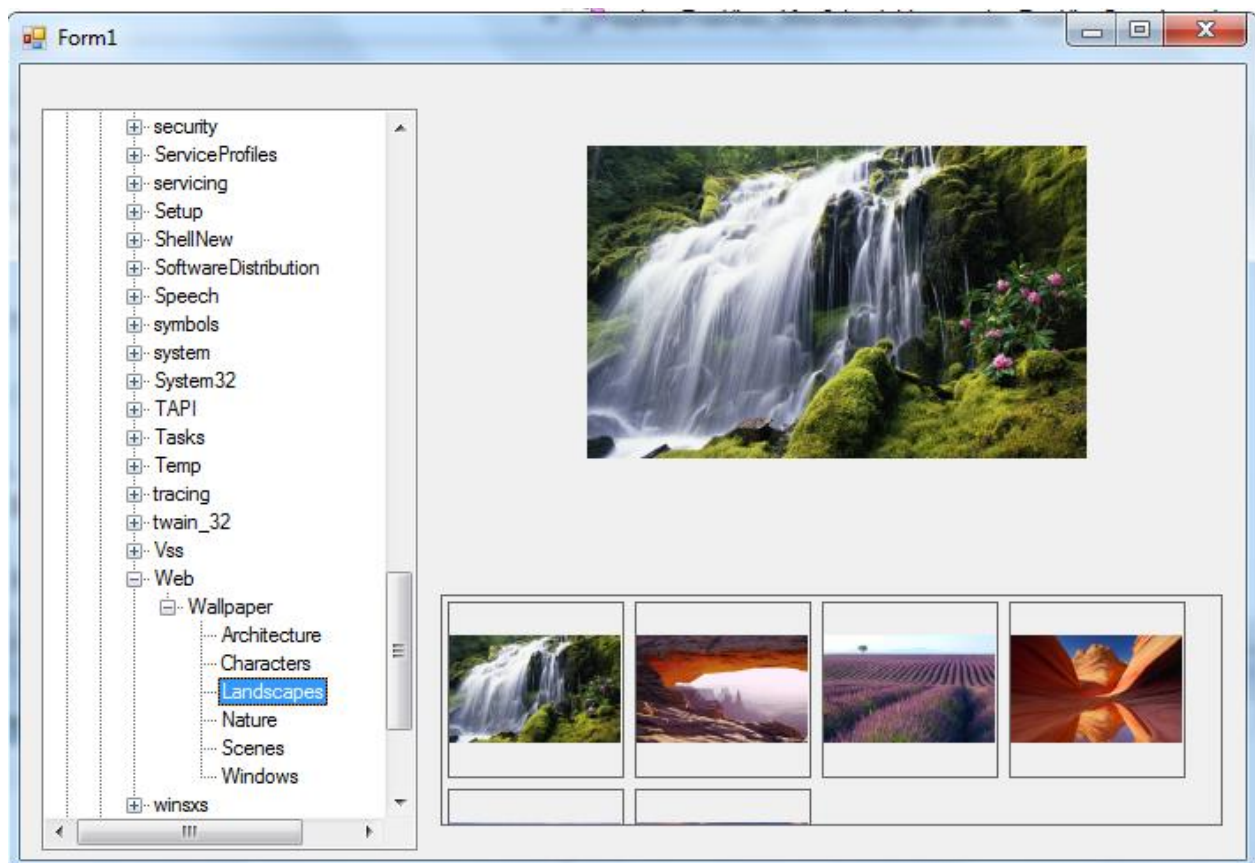 Form1
security
ServiceProfiles
servicing
Setup
ShellNew
SoftwareDistribution
Speech
symbols
system
System32
TAPI
Tasks
Temp
tracing
twain_32
Vss
Web
Wallpaper
Architecture
Characters
Landscapes
Nature
Scenes
Windows
winsxs